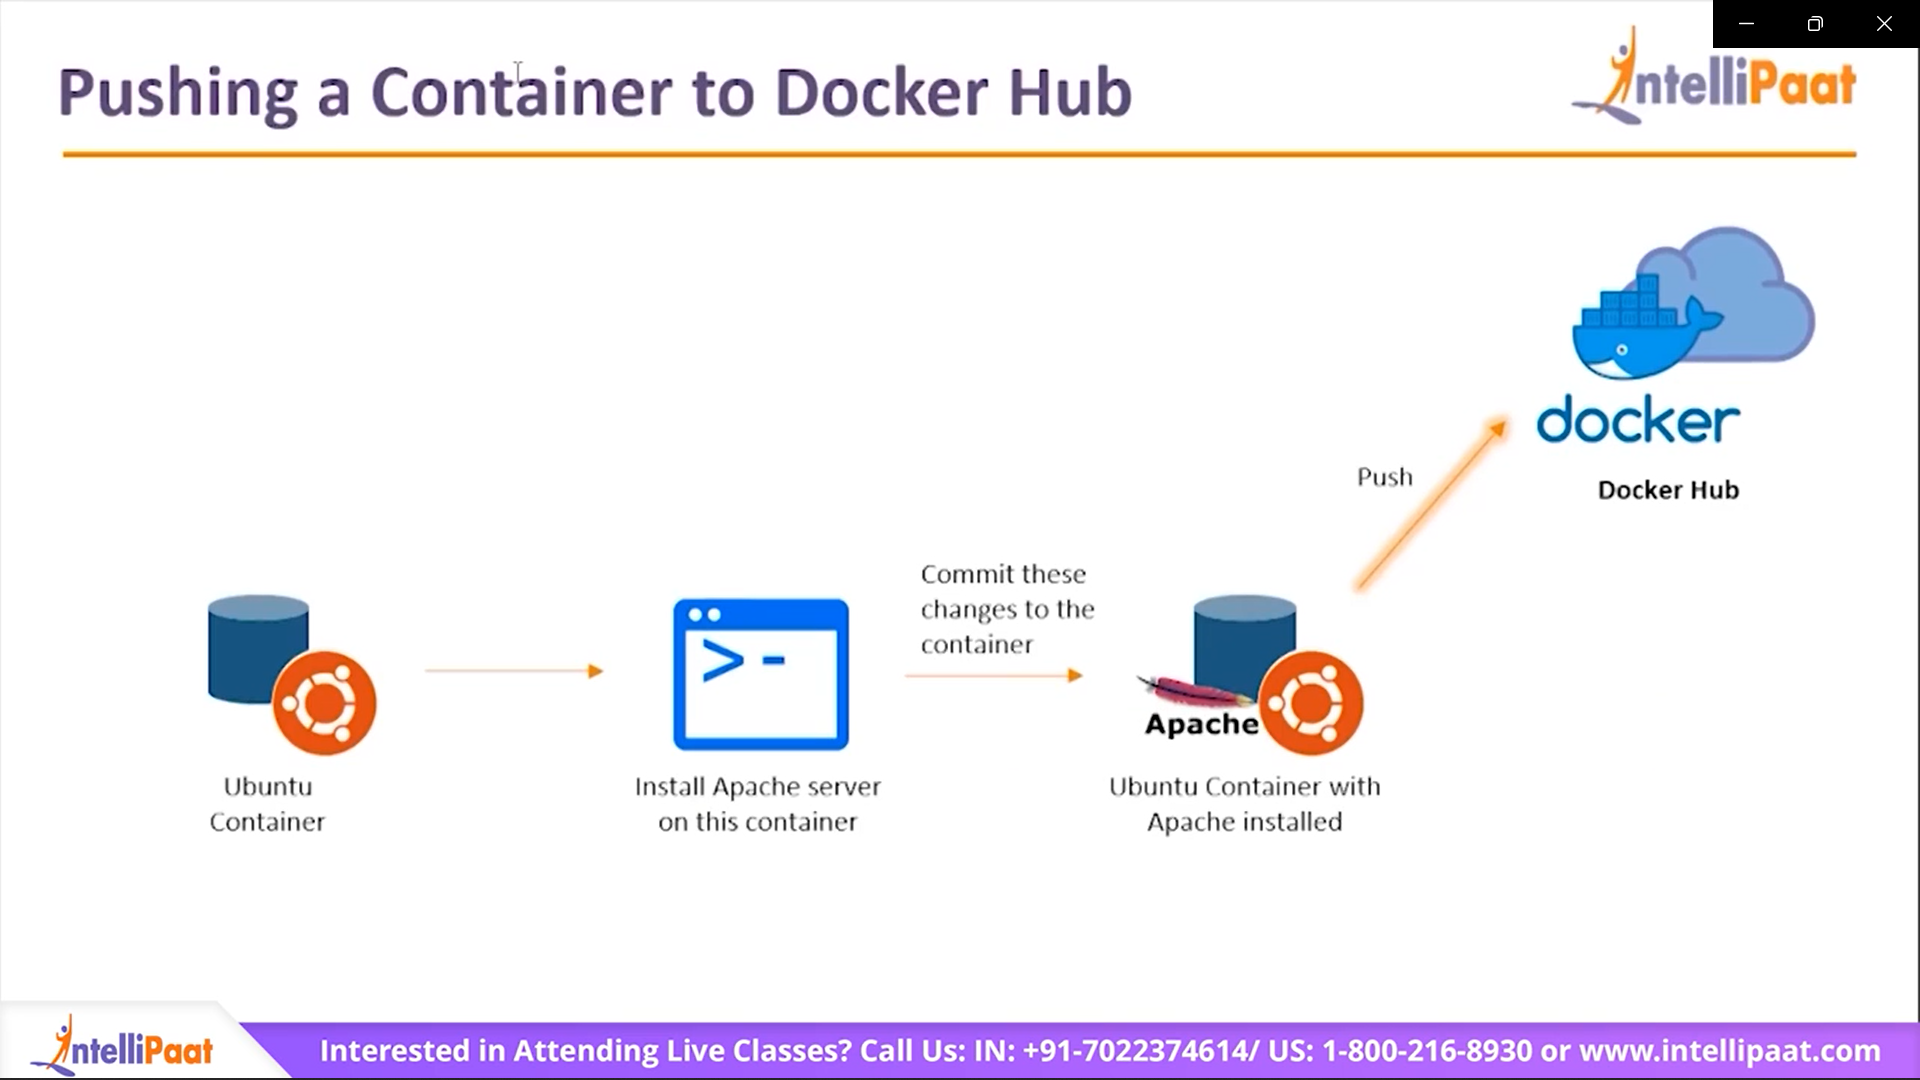 Pushing a Container to Docker Hub
IntelliPaat
docker
Docker Hub
Push
Commit these
changes to the
container
>-
Apache
Ubuntu
Container
Install Apache server
on this container
Ubuntu Container with
Apache installed
IntelliPaat
Interested in Attending Live Classes? Call Us: IN: +91-7022374614/ US: 1-800-216-8930 or www.intellipaat.com